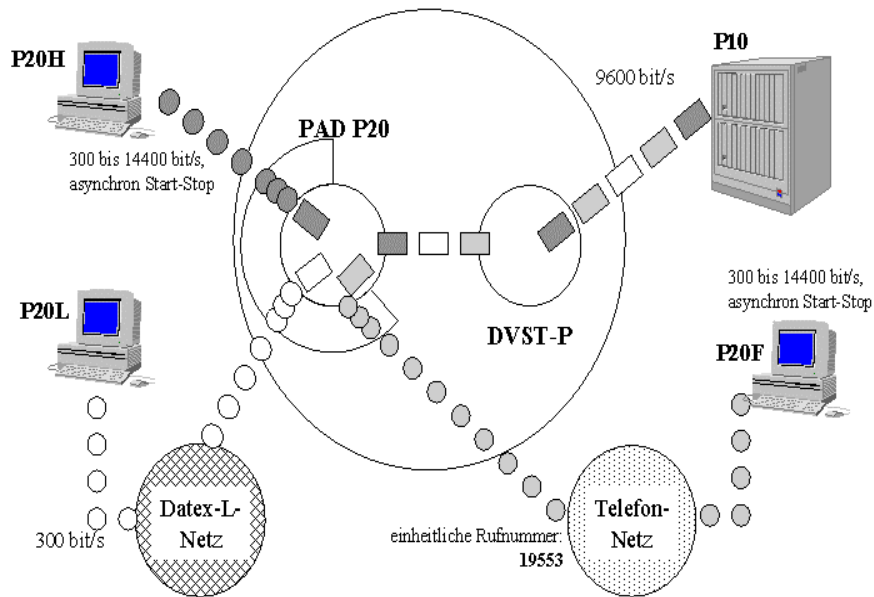 P20H
P10
9600 bit/s
PAD P20
300 bis 14400 bit/s,
asynchron Start-Stop
P20L
DVST-P
300 bis 14400 bit/s,
asynchron Start-Stop
P20F
Datex-L-
Netz
300 bit/s
einheitliche Rufnummer:
19553
Telefon-
Netz